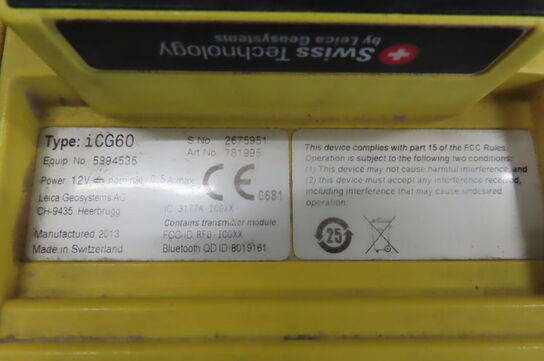 Swiss Technology
by Leica Geosystems
Type: iCG60
S No. 2675951
Equip No. 5394535
Art No 781995
Power: 12V nominal / 0.5A max
Leica Geosystems AG
CH-9435 Heerbrugg
CE 0681
IC: 3177A-ICGXX
Contains transmitter module
Manufactured 2013
FCC-ID RFD-ICGXX
Made in Switzerland
Bluetooth QD ID B019161
This device complies with part 15 of the FCC Rules.
Operation is subject to the following two conditions:
(1) This device may not cause harmful interference, and
(2) this device must accept any interference received,
including interference that may cause undesired
operation.
25